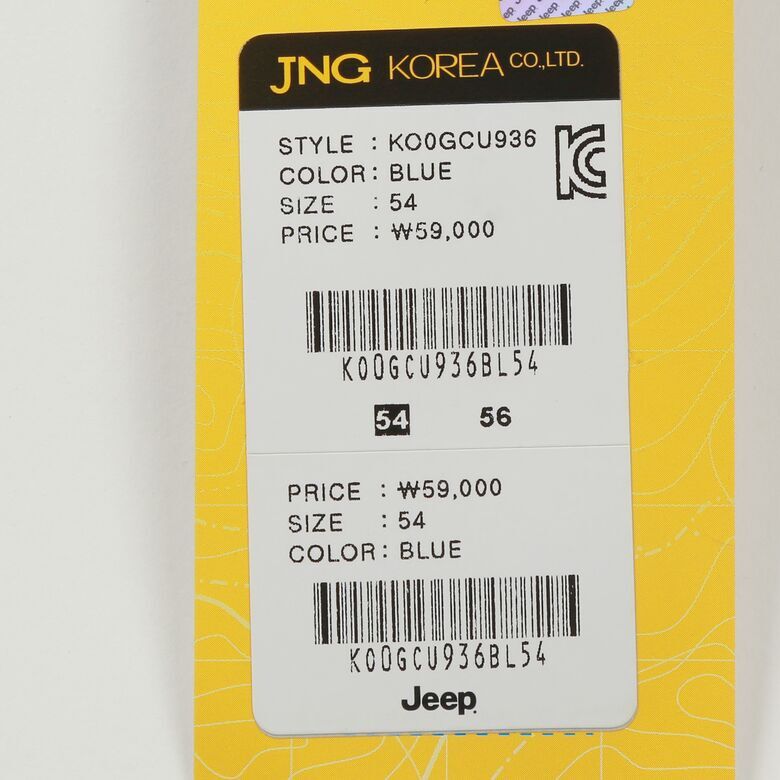 JNG KOREA CO.,LTD.
STYLE : KO0GCU936
COLOR: BLUE
SIZE : 54
PRICE : ₩59,000
K00GCU936BL54
54 56
PRICE : ₩59,000
SIZE : 54
COLOR: BLUE
K00GCU936BL54
Jeep